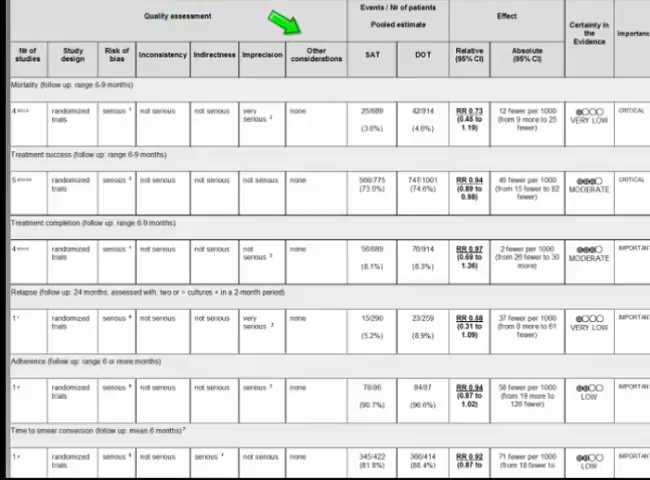 Quality assessment
Events / № of patients
Pooled estimate
Effect
Certainty in the Evidence
Importanc
№ of studies
Study design
Risk of bias
Inconsistency
Indirectness
Imprecision
Other considerations
SAT
DOT
Relative (95% CI)
Absolute (95% CI)
Mortality (follow up: range 6-9 months)
4
randomized trials
serious 1
not serious
not serious
very serious 2
none
25/689 (3.6%)
42/914 (4.6%)
RR 0.73 (0.45 to 1.19)
12 fewer per 1000 (from 9 more to 25 fewer)
VERY LOW
CRITICAL
Treatment success (follow up: range 6-9 months)
5
randomized trials
serious
not serious
not serious
not serious
none
566/775 (73.0%)
747/1001 (74.6%)
RR 0.94 (0.89 to 0.98)
45 fewer per 1000 (from 15 fewer to 82 fewer)
MODERATE
CRITICAL
Treatment completion (follow up: range 6-9 months)
4
randomized trials
serious 1
not serious
not serious
not serious
none
56/689 (8.1%)
76/914 (8.3%)
RR 0.97 (0.69 to 1.36)
2 fewer per 1000 (from 26 fewer to 30 more)
MODERATE
IMPORTANT
Relapse (follow up: 24 months; assessed with: two or > cultures + in a 2-month period)
1
randomized trials
serious 4
not serious
not serious
very serious 2
none
15/290 (5.2%)
23/259 (8.9%)
RR 0.58 (0.31 to 1.09)
37 fewer per 1000 (from 8 more to 61 fewer)
VERY LOW
IMPORTANT
Adherence (follow up: range 6 or more months)
1
randomized trials
serious
not serious
not serious
serious
none
78/86 (90.7%)
84/87 (96.6%)
RR 0.94 (0.87 to 1.02)
58 fewer per 1000 (from 19 more to 126 fewer)
LOW
IMPORTANT
Time to smear conversion (follow up: mean 6 months) 7
1
randomized trials
serious
not serious
serious 7
not serious
none
345/422 (81.8%)
366/414 (88.4%)
RR 0.92 (0.87 to
71 fewer per 1000 (from 18 fewer to
LOW
IMPORTANT